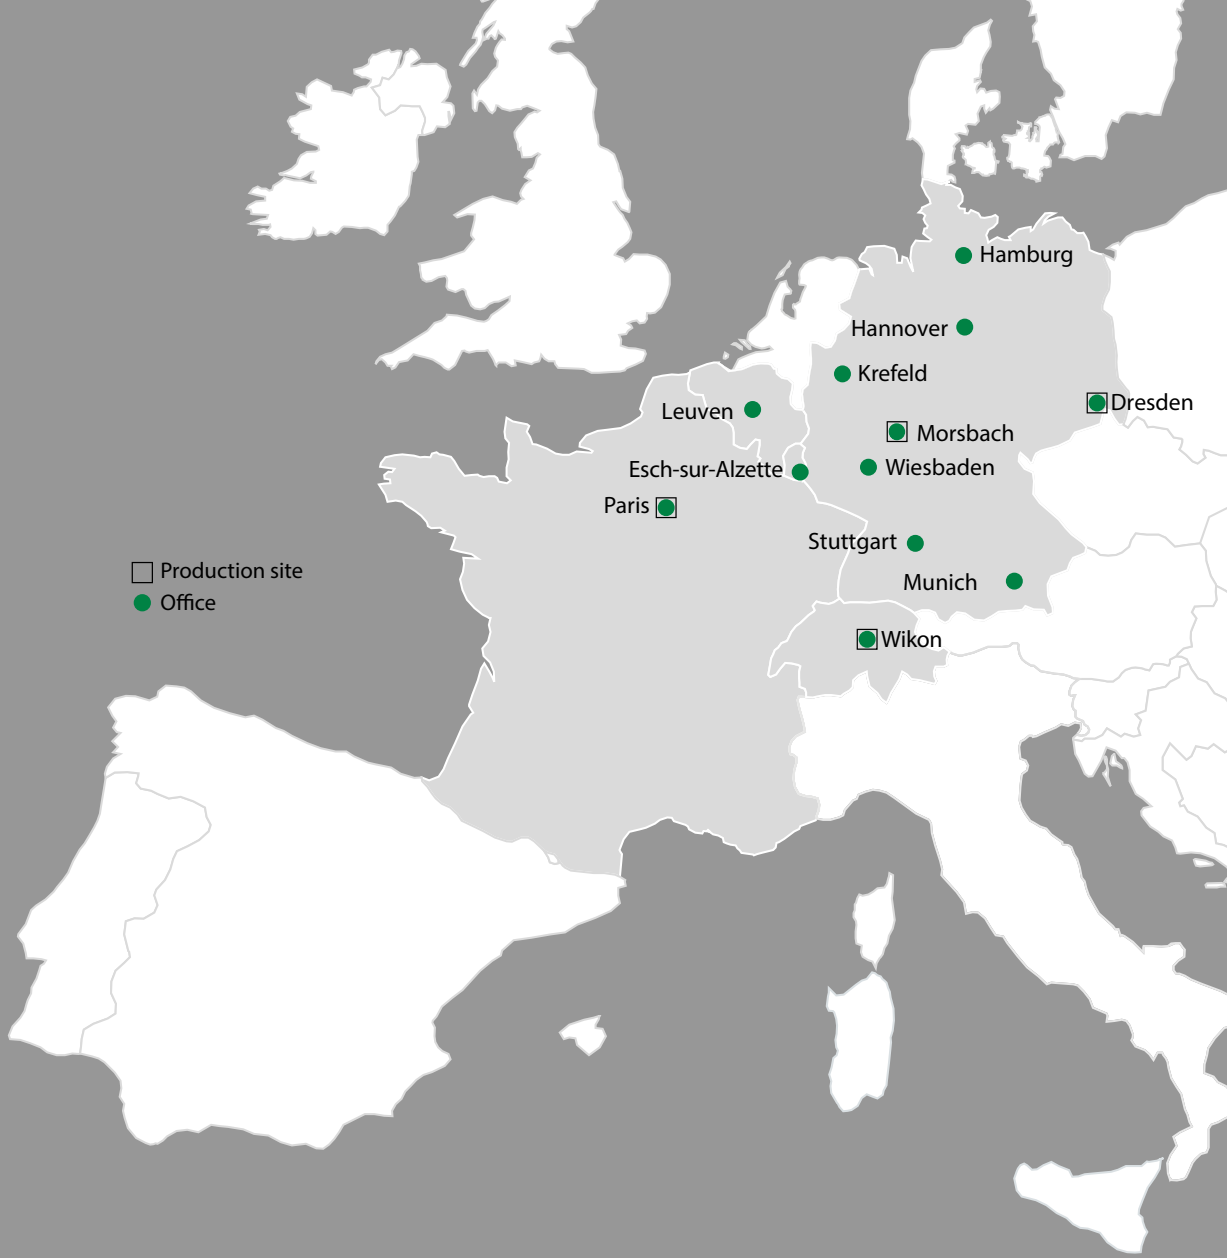 Hamburg
Hannover
Krefeld
Dresden
Leuven
Morsbach
Esch-sur-Alzette
Wiesbaden
Paris
Stuttgart
Production site
Munich
Office
Wikon